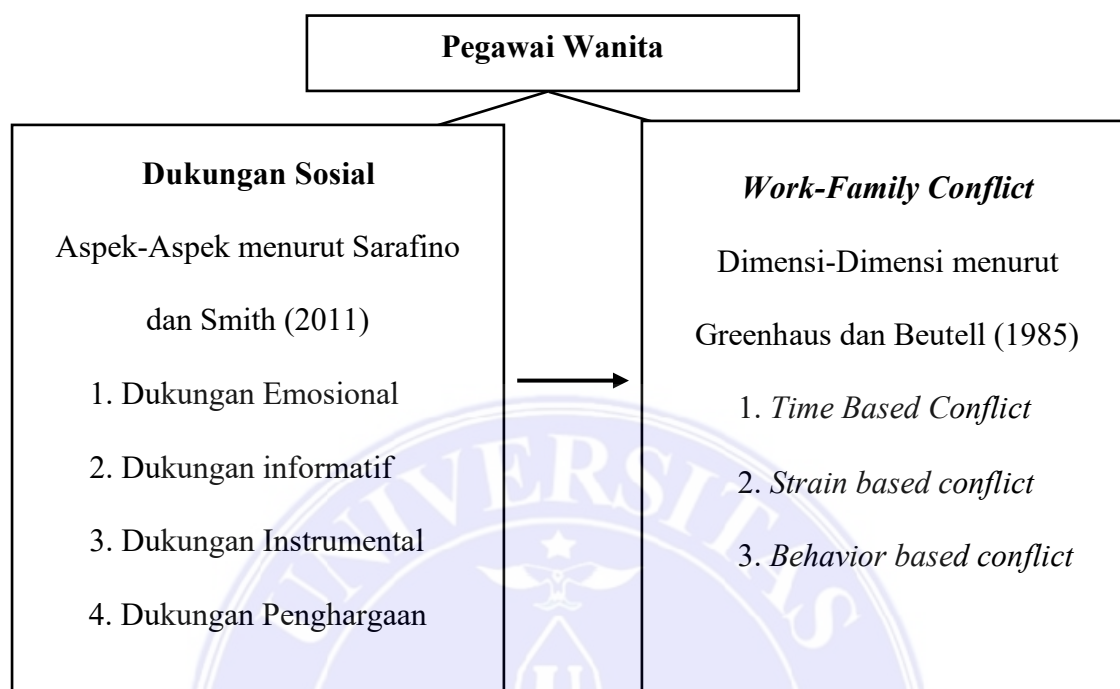 Pegawai Wanita
Dukungan Sosial
Aspek-Aspek menurut Sarafino
dan Smith (2011)
1. Dukungan Emosional
2. Dukungan informatif
3. Dukungan Instrumental
4. Dukungan Penghargaan
Work-Family Conflict
Dimensi-Dimensi menurut
Greenhaus dan Beutell (1985)
1. Time Based Conflict
2. Strain based conflict
3. Behavior based conflict
UNIVERSITAS